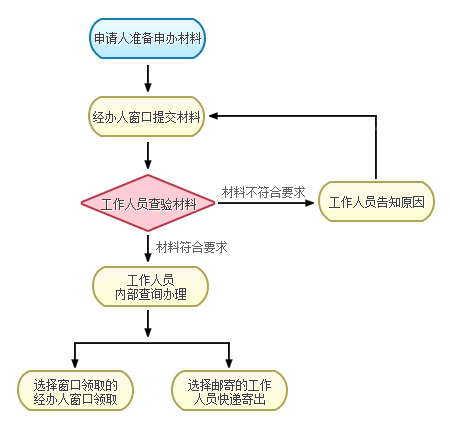 申请人准备申办材料
经办人窗口提交材料
工作人员查验材料
材料不符合要求
工作人员告知原因
材料符合要求
工作人员
内部查询办理
选择窗口领取的
经办人窗口领取
选择邮寄的工作
人员快递寄出